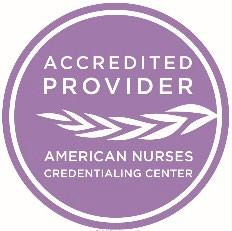 ACCREDITED
PROVIDER
AMERICAN NURSES
CREDENTIALING CENTER